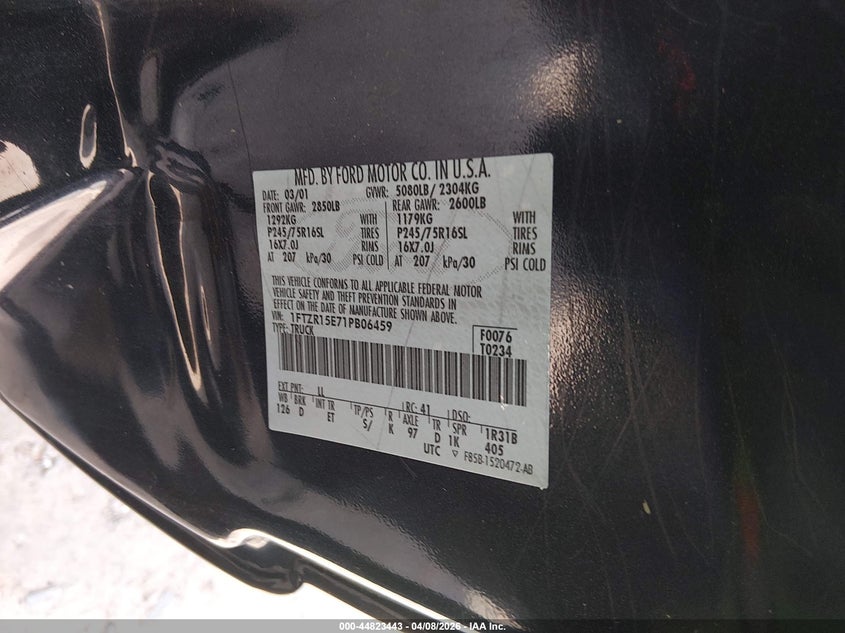 MFD. BY FORD MOTOR CO. IN U.S.A.
DATE: 03/01 GVWR: 5080LB / 2304KG
FRONT GAWR: 2850LB REAR GAWR: 2600LB
1292KG WITH 1179KG WITH
P245/75R16SL TIRES P245/75R16SL TIRES
16X7.0J RIMS 16X7.0J RIMS
AT 207 kPa/30 PSI COLD AT 207 kPa/30 PSI COLD
THIS VEHICLE CONFORMS TO ALL APPLICABLE FEDERAL MOTOR
VEHICLE SAFETY AND THEFT PREVENTION STANDARDS IN
EFFECT ON THE DATE OF MANUFACTURE SHOWN ABOVE.
VIN: 1FTZR15E71PB06459
TYPE: TRUCK
F0076
T0234
EXT PNT: LL RC: 41 DSO:
WB BRK INT TR TP/PS R AXLE TR SPR 1R31B
126 D ET S/ K 97 D 1K 405
UTC ▽ F85B-1520472-AB
000-44823443 - 04/08/2026 - IAA Inc.